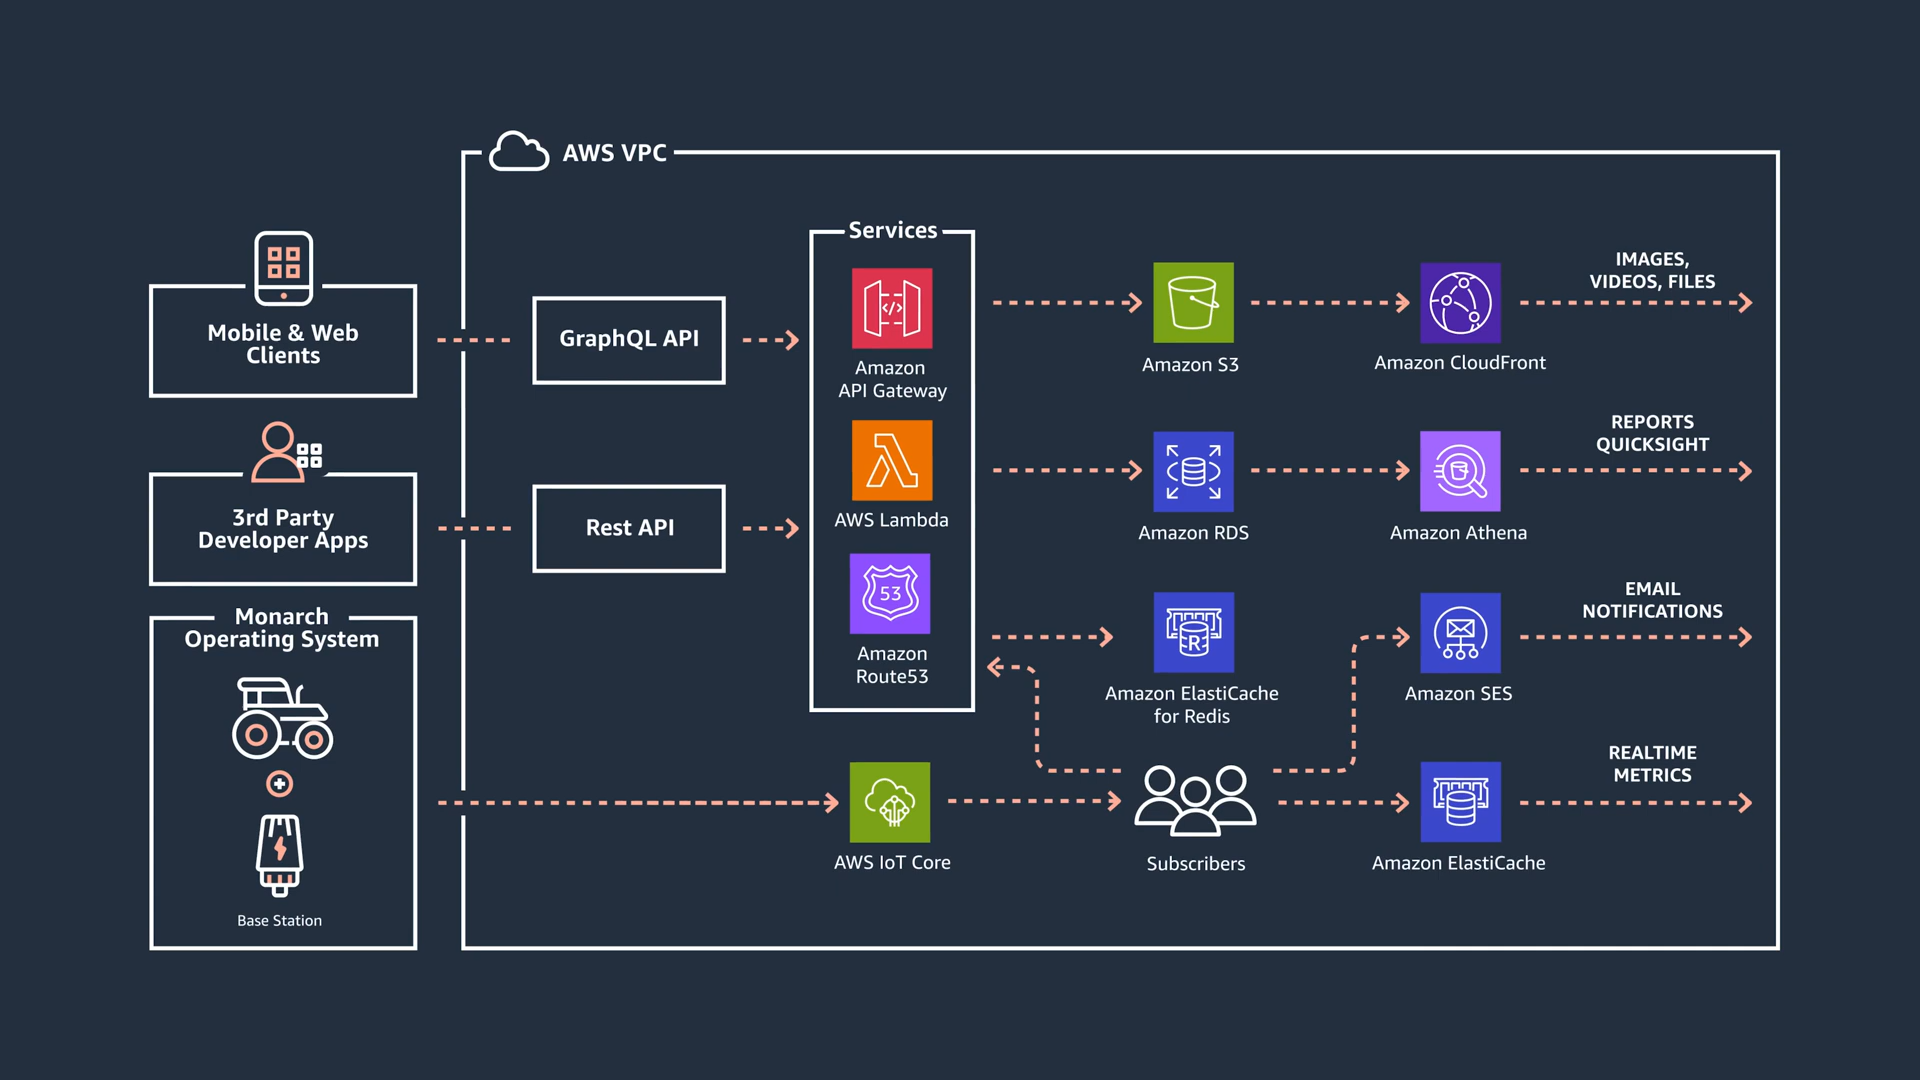 AWS VPC
Mobile & Web
Clients
3rd Party
Developer Apps
Monarch
Operating System
Base Station
GraphQL API
Rest API
Services
</>
Amazon
API Gateway
AWS Lambda
53
Amazon
Route53
AWS IoT Core
Amazon S3
Amazon CloudFront
IMAGES,
VIDEOS, FILES
Amazon RDS
Amazon Athena
REPORTS
QUICKSIGHT
R
Amazon ElastiCache
for Redis
Amazon SES
EMAIL
NOTIFICATIONS
Subscribers
Amazon ElastiCache
REALTIME
METRICS